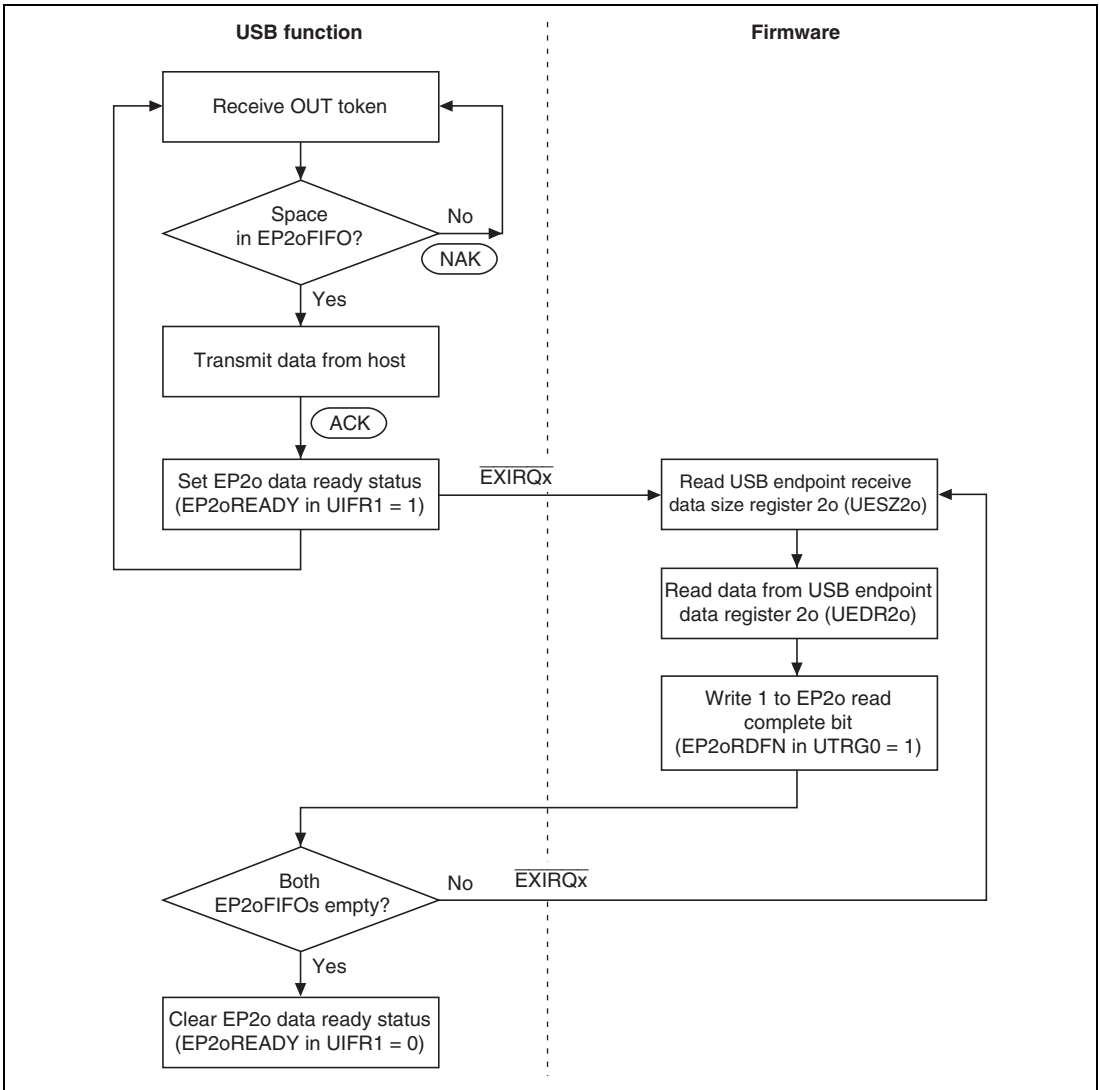 USB function
Firmware
Receive OUT token
Space
in EP2oFIFO?
No
NAK
Yes
Transmit data from host
ACK
Set EP2o data ready status
(EP2oREADY in UIFR1 = 1)
EXIRQx
Read USB endpoint receive
data size register 2o (UESZ2o)
Read data from USB endpoint
data register 2o (UEDR2o)
Write 1 to EP2o read
complete bit
(EP2oRDFN in UTRG0 = 1)
Both
EP2oFIFOs empty?
No
EXIRQx
Yes
Clear EP2o data ready status
(EP2oREADY in UIFR1 = 0)